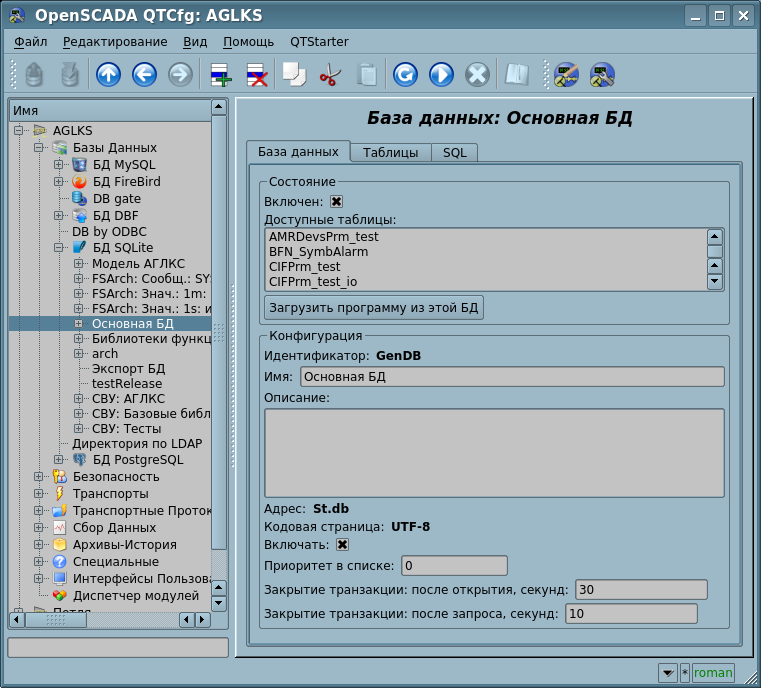 OpenSCADA QTCfg: AGLKS
Файл Редактирование Вид Помощь QTStarter
Имя
AGLKS
Базы Данных
БД MySQL
БД FireBird
DB gate
БД DBF
DB by ODBC
БД SQLite
Модель АГЛКС
FSArch: Сообщ.: SY
FSArch: Знач.: 1m:
FSArch: Знач.: 1s: и
Основная БД
Библиотеки функц
arch
Экспорт БД
testRelease
СВУ: АГЛКС
СВУ: Базовые библ
СВУ: Тесты
Директория по LDAP
БД PostgreSQL
Безопасность
Транспорты
Транспортные Проток
Сбор Данных
Архивы-История
Специальные
Интерфейсы Пользова
Диспетчер модулей
Петля
База данных: Основная БД
База данных Таблицы SQL
Состояние
Включен:
Доступные таблицы:
AMRDevsPrm_test
BFN_SymbAlarm
CIFPrm_test
CIFPrm_test_io
Загрузить программу из этой БД
Конфигурация
Идентификатор: GenDB
Имя: Основная БД
Описание:
Адрес: St.db
Кодовая страница: UTF-8
Включать:
Приоритет в списке: 0
Закрытие транзакции: после открытия, секунд: 30
Закрытие транзакции: после запроса, секунд: 10
* roman